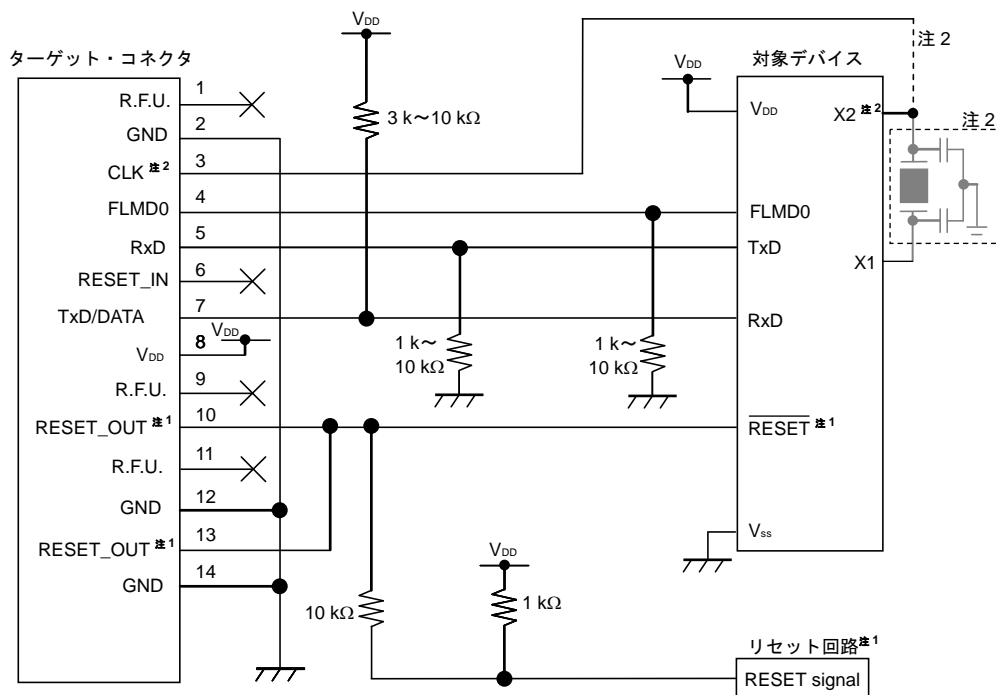 ターゲット・コネクタ
R.F.U. 1
GND 2
CLK 注2 3
FLMD0 4
RxD 5
RESET_IN 6
TxD/DATA 7
VDD 8
VDD
R.F.U. 9
RESET_OUT 注1 10
R.F.U. 11
GND 12
RESET_OUT 注1 13
GND 14
VDD
3 k～10 kΩ
1 k～
10 kΩ
1 k～
10 kΩ
10 kΩ
VDD
1 kΩ
対象デバイス
VDD
VDD
X2 注2
注 2
注 2
FLMD0
TxD
X1
RxD
RESET 注1
Vss
リセット回路注1
RESET signal